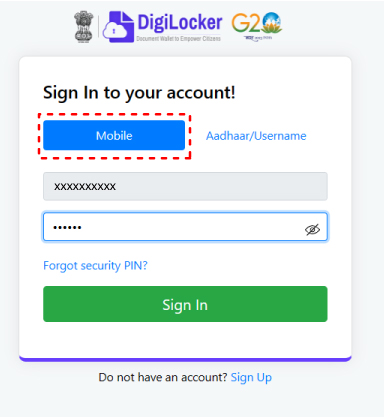 DigiLocker G20
Document Wallet to Empower Citizens
Sign In to your account!
Mobile Aadhaar/Username
xxxxxxxxxx
••••••
Forgot security PIN?
Sign In
Do not have an account? Sign Up